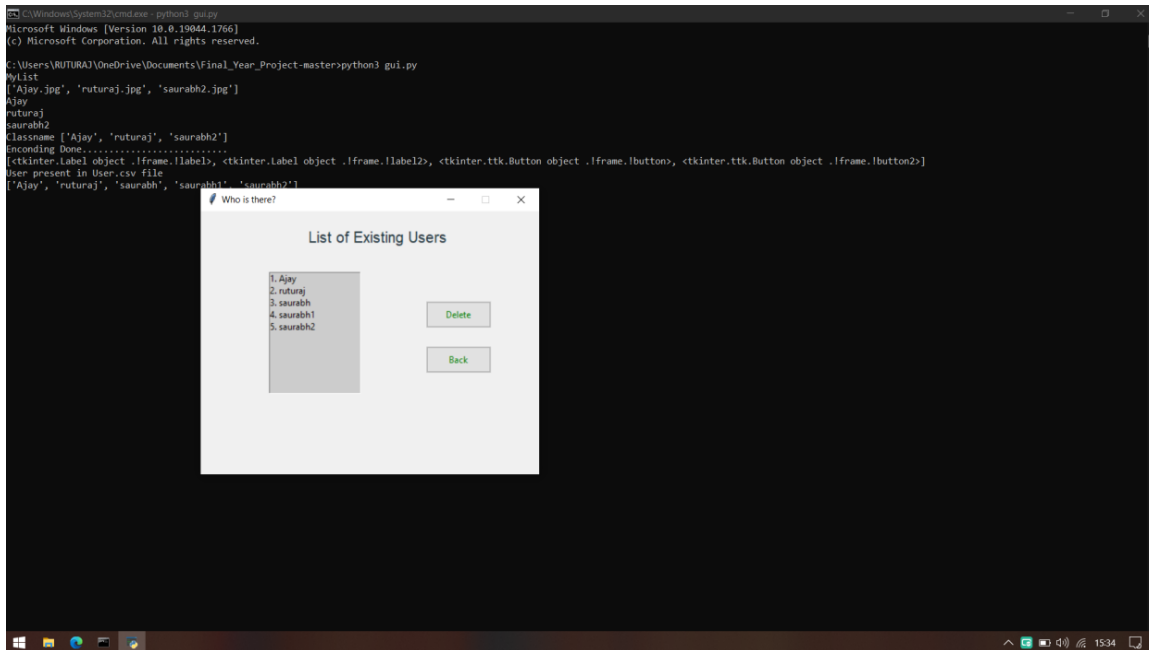 C:\Windows\System32\cmd.exe - python3 gui.py
Microsoft Windows [Version 10.0.19044.1766]
(c) Microsoft Corporation. All rights reserved.
C:\Users\RUTURAJ\OneDrive\Documents\Final_Year_Project-master>python3 gui.py
MyList
['Ajay.jpg', 'ruturaj.jpg', 'saurabh2.jpg']
Ajay
ruturaj
saurabh2
Classname ['Ajay', 'ruturaj', 'saurabh2']
Enconding Done...........................
[<tkinter.Label object .!frame.!label>, <tkinter.Label object .!frame.!label2>, <tkinter.ttk.Button object .!frame.!button>, <tkinter.ttk.Button object .!frame.!button2>]
User present in User.csv file
['Ajay', 'ruturaj', 'saurabh', 'saurabh1', 'saurabh2']
Who is there?
List of Existing Users
1. Ajay
2. ruturaj
3. saurabh
4. saurabh1
5. saurabh2
Delete
Back
15:34